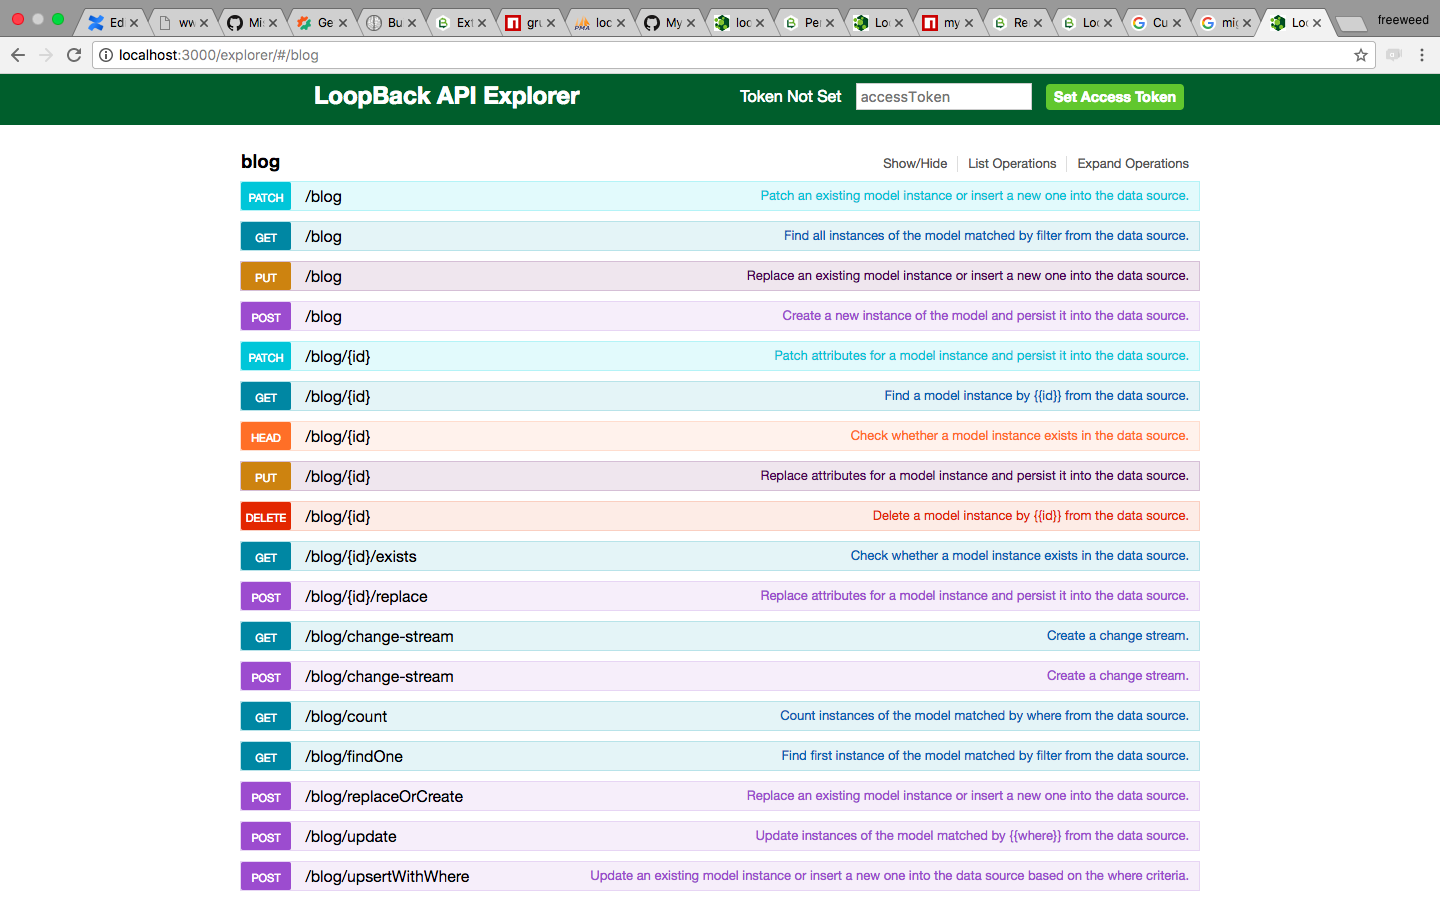 Ed ww Mi Ge Bu Ext gru loc My loc Per Loc my Re Loc Cu mig Loc freeweed
localhost:3000/explorer/#/blog
LoopBack API Explorer Token Not Set accessToken Set Access Token
blog Show/Hide List Operations Expand Operations
PATCH /blog Patch an existing model instance or insert a new one into the data source.
GET /blog Find all instances of the model matched by filter from the data source.
PUT /blog Replace an existing model instance or insert a new one into the data source.
POST /blog Create a new instance of the model and persist it into the data source.
PATCH /blog/{id} Patch attributes for a model instance and persist it into the data source.
GET /blog/{id} Find a model instance by {{id}} from the data source.
HEAD /blog/{id} Check whether a model instance exists in the data source.
PUT /blog/{id} Replace attributes for a model instance and persist it into the data source.
DELETE /blog/{id} Delete a model instance by {{id}} from the data source.
GET /blog/{id}/exists Check whether a model instance exists in the data source.
POST /blog/{id}/replace Replace attributes for a model instance and persist it into the data source.
GET /blog/change-stream Create a change stream.
POST /blog/change-stream Create a change stream.
GET /blog/count Count instances of the model matched by where from the data source.
GET /blog/findOne Find first instance of the model matched by filter from the data source.
POST /blog/replaceOrCreate Replace an existing model instance or insert a new one into the data source.
POST /blog/update Update instances of the model matched by {{where}} from the data source.
POST /blog/upsertWithWhere Update an existing model instance or insert a new one into the data source based on the where criteria.